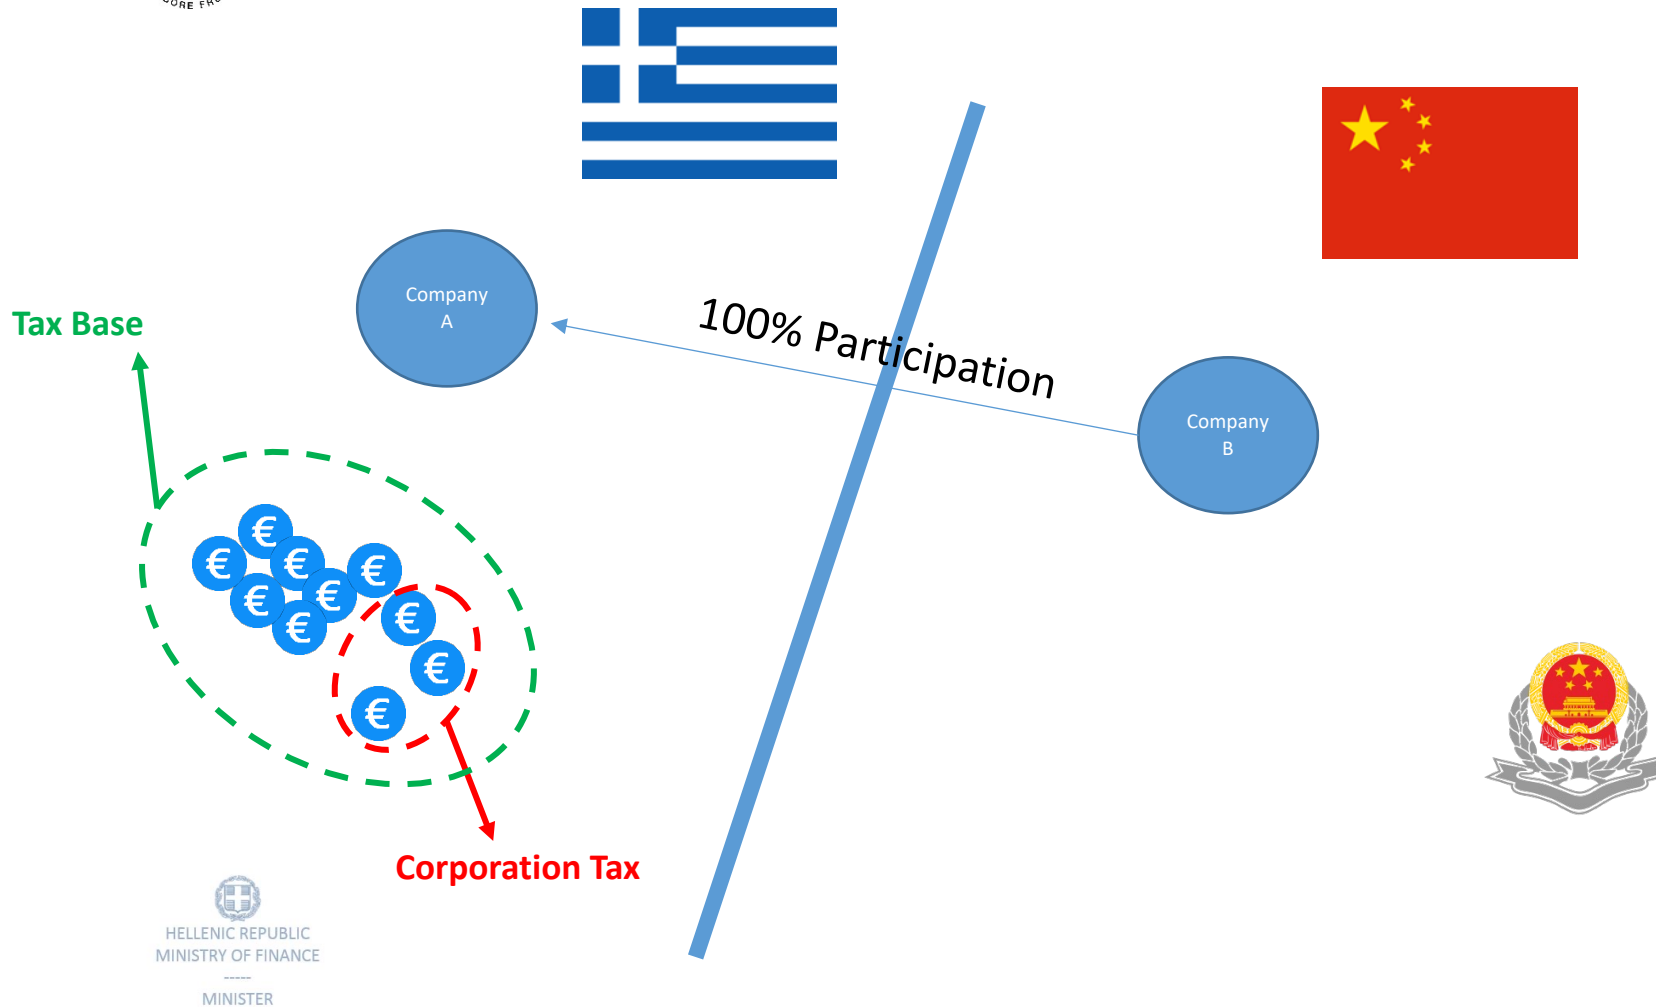 100% Participation
Company
A
Tax Base
Company
B
€
€
€
€
€
€
€
€
€
€
Corporation Tax
HELLENIC REPUBLIC
MINISTRY OF FINANCE
-----
MINISTER